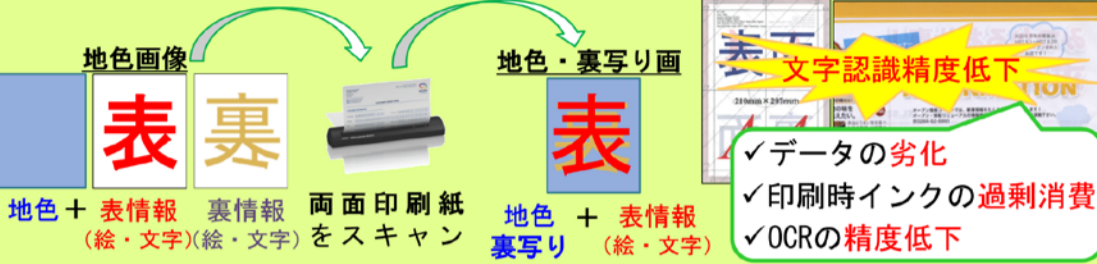 地色画像
表
裏
地色 + 表情報 裏情報
(絵・文字)(絵・文字)
両面印刷紙
をスキャン
地色・裏写り画
表
地色 + 表情報
裏写り (絵・文字)
表
210mm×297mm
文字認識精度低下
✓データの劣化
✓印刷時インクの過剰消費
✓OCRの精度低下